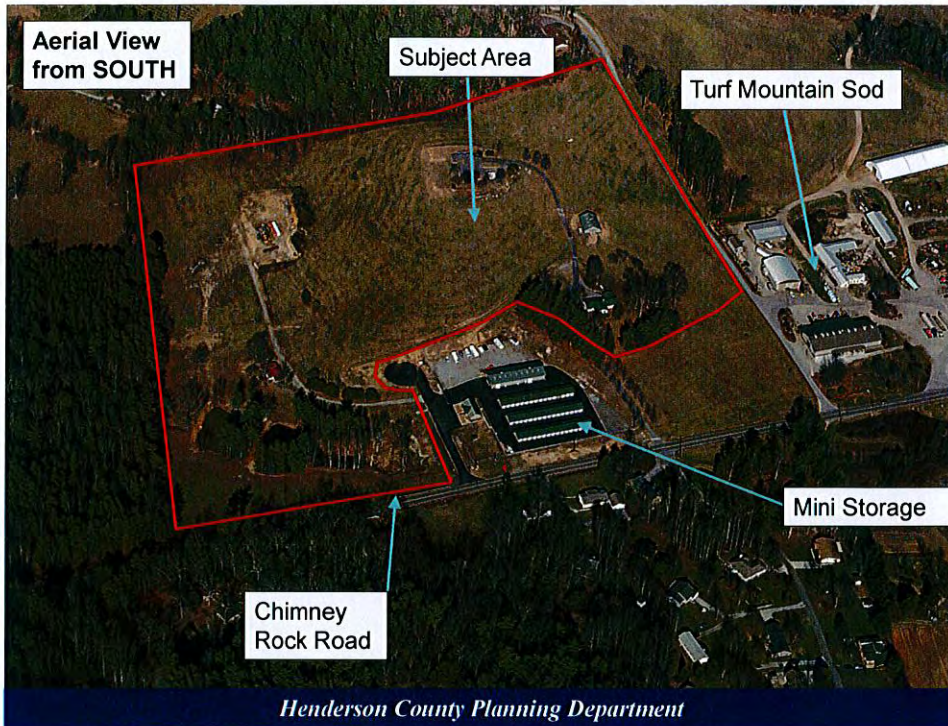 Aerial View
from SOUTH
Subject Area
Turf Mountain Sod
Mini Storage
Chimney
Rock Road
Henderson County Planning Department